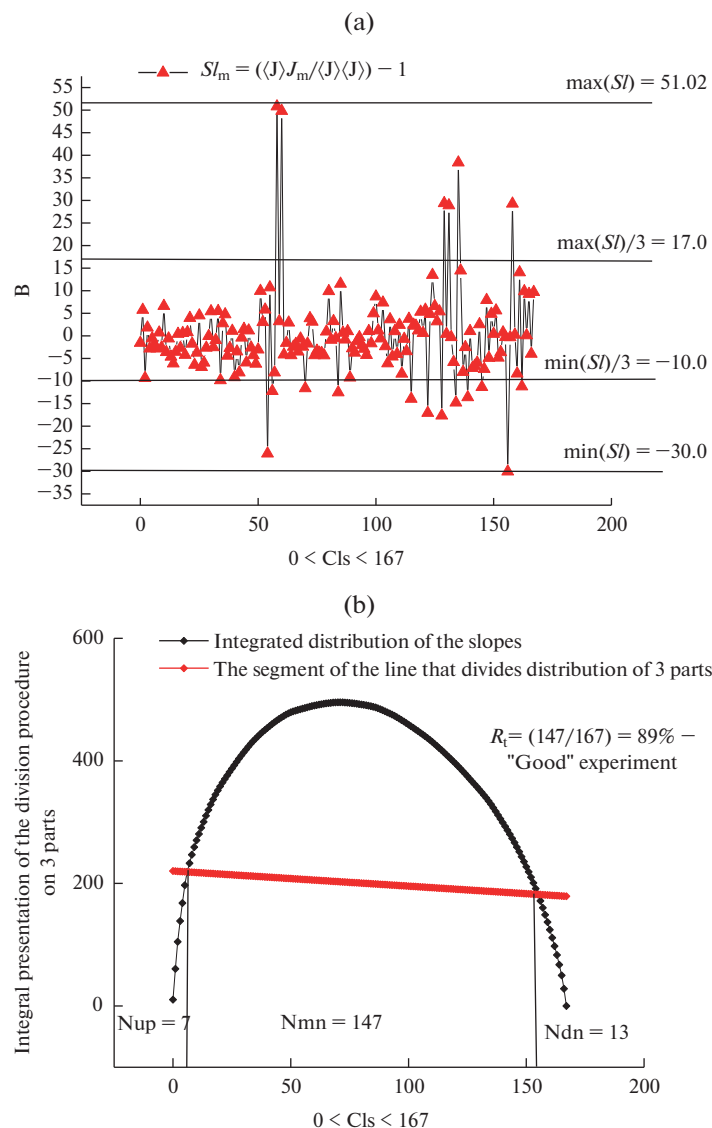 (a)
Sl_m = (⟨J⟩J_m/⟨J⟩⟨J⟩) − 1
max(Sl) = 51.02
max(Sl)/3 = 17.0
min(Sl)/3 = −10.0
min(Sl) = −30.0
B
55
50
45
40
35
30
25
20
15
10
5
0
−5
−10
−15
−20
−25
−30
−35
0 50 100 150 200
0 < Cls < 167
(b)
Integrated distribution of the slopes
The segment of the line that divides distribution of 3 parts
R_t = (147/167) = 89% −
"Good" experiment
Integral presentation of the division procedure
on 3 parts
600
400
200
0
Nup = 7 Nmn = 147 Ndn = 13
0 50 100 150 200
0 < Cls < 167